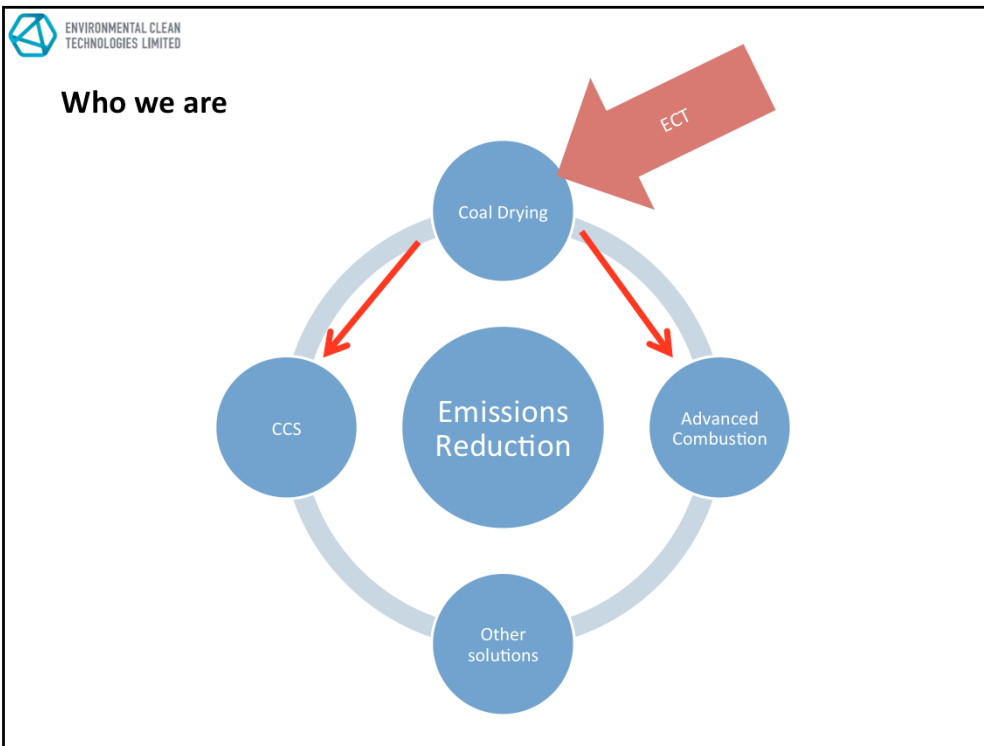 ENVIRONMENTAL CLEAN
TECHNOLOGIES LIMITED
Who we are
ECT
Coal Drying
CCS
Emissions
Reduction
Advanced
Combustion
Other
solutions